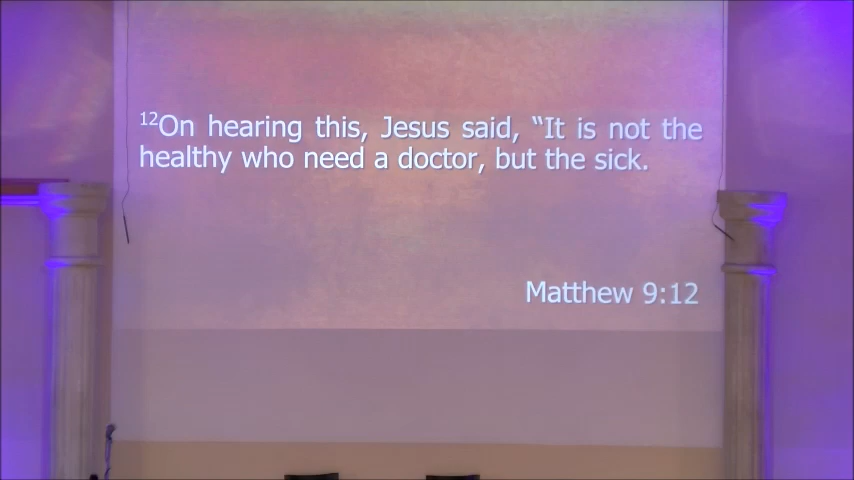 12On hearing this, Jesus said, “It is not the
healthy who need a doctor, but the sick.
Matthew 9:12